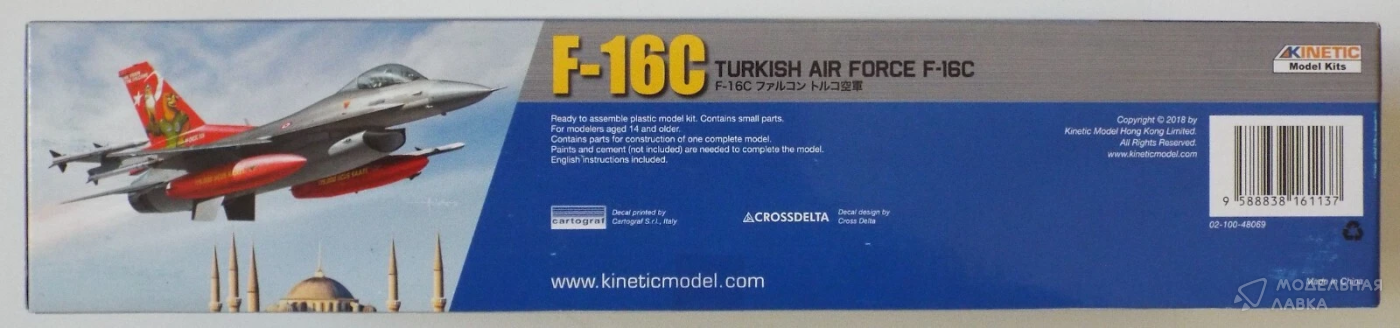 F-16C TURKISH AIR FORCE F-16C
F-16C ファルコン トルコ空軍
KINETIC
Model Kits
Ready to assemble plastic model kit. Contains small parts.
For modelers aged 14 and older.
Contains parts for construction of one complete model.
Paints and cement (not included) are needed to complete the model.
English instructions included.
Copyright © 2018 by
Kinetic Model Hong Kong Limited.
All Rights Reserved.
www.kineticmodel.com
cartograf
Decal printed by
Cartograf S.r.l., Italy
CROSSDELTA
Decal design by
Cross Delta
9 588838 161137
02-100-48069
www.kineticmodel.com
Made in China
МОДЕЛЬНАЯ
ЛАВКА